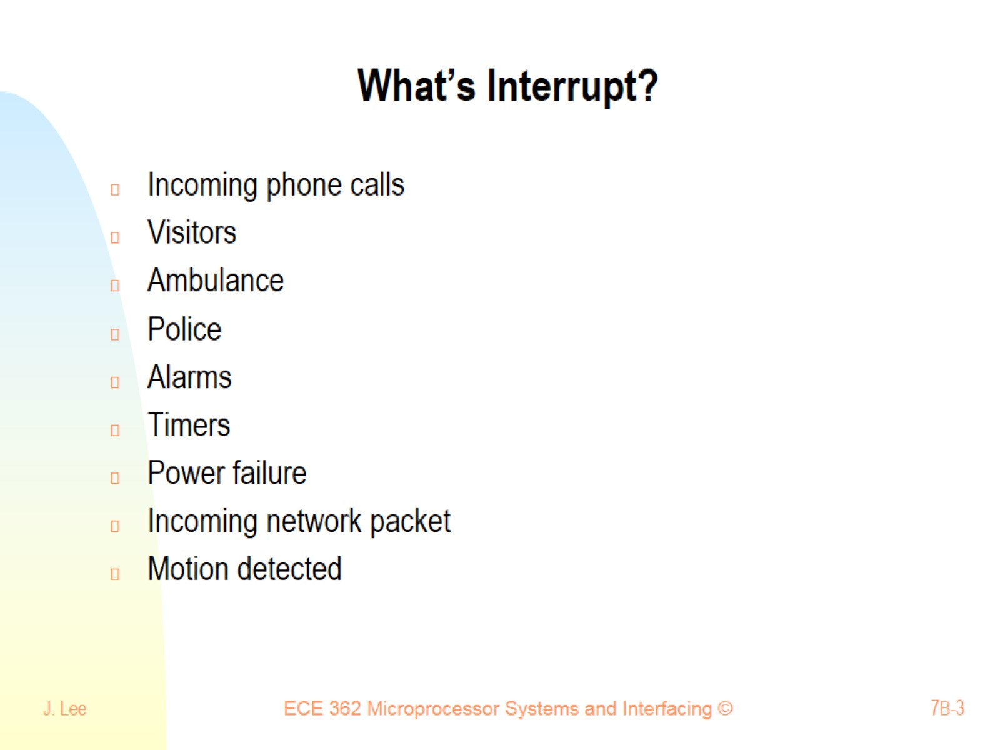 What's Interrupt?
Incoming phone calls
Visitors
Ambulance
Police
Alarms
Timers
Power failure
Incoming network packet
Motion detected
J. Lee
ECE 362 Microprocessor Systems and Interfacing ©
7B-3